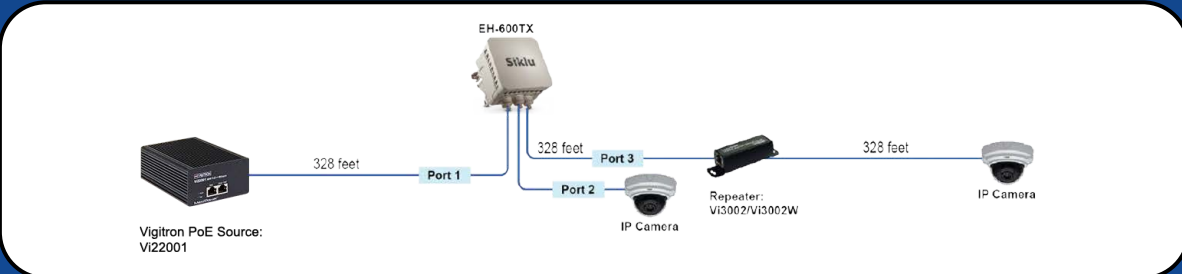 EH-600TX
Siklu
328 feet
Port 1
328 feet
Port 3
328 feet
Port 2
IP Camera
Repeater:
Vi3002/Vi3002W
IP Camera
Vigitron PoE Source:
Vi22001